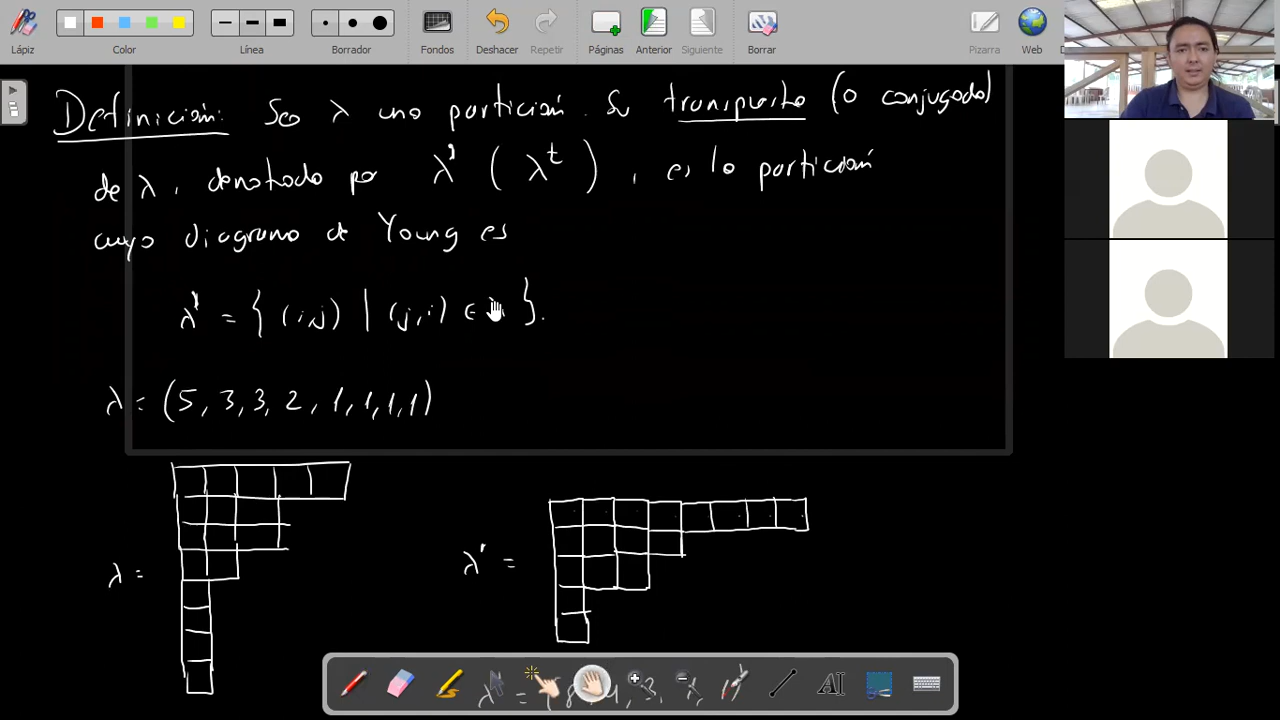 Lápiz
Color
Línea
Borrador
Fondos
Deshacer
Repetir
Páginas
Anterior
Siguiente
Borrar
Pizarra
Web
Ayuda
Definición: Sea λ una partición. Su transpuesta (o conjugada)
de λ, denotada por λ' ( λᵗ ), es la partición
cuyo diagrama de Young es
λ' = { (i,j) | (j,i) ∈ }.
λ = (5, 3, 3, 2, 1, 1, 1, 1)
λ =
λ' =